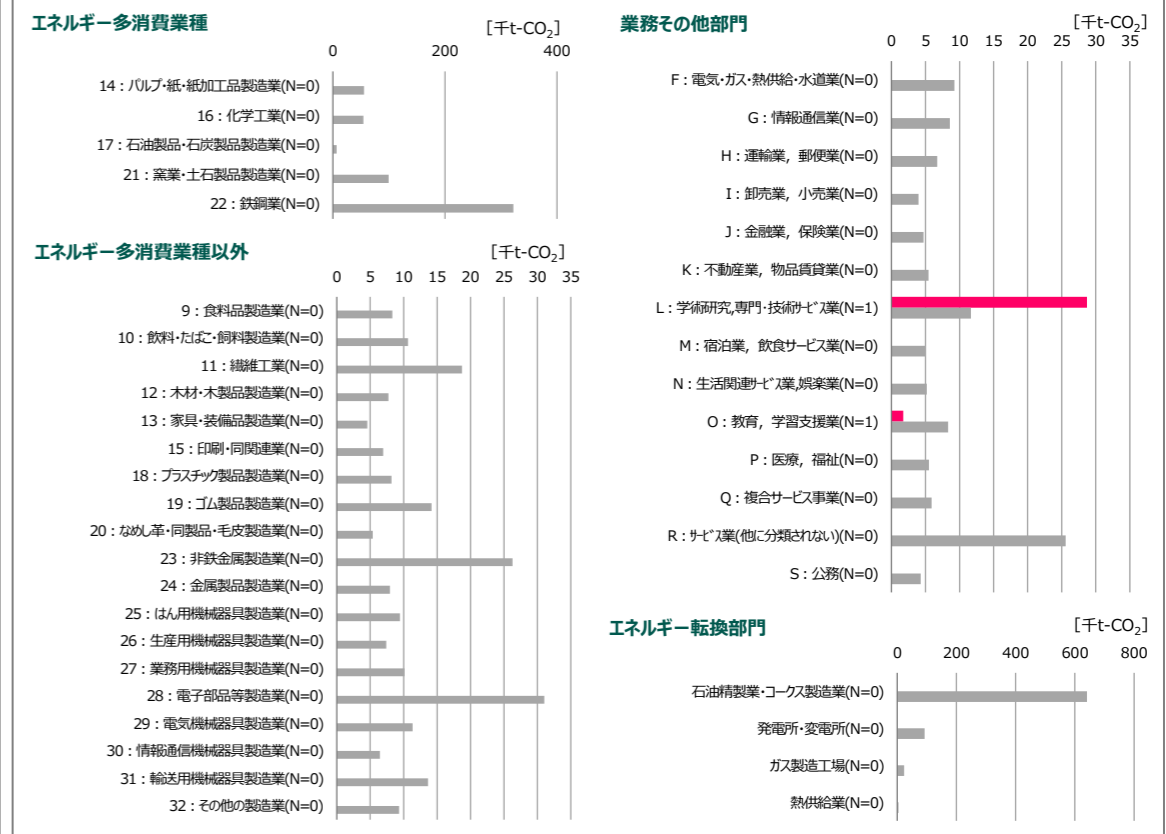 エネルギー多消費業種
[千t-CO2]
0 200 400
14：パルプ・紙・紙加工品製造業(N=0)
16：化学工業(N=0)
17：石油製品・石炭製品製造業(N=0)
21：窯業・土石製品製造業(N=0)
22：鉄鋼業(N=0)
エネルギー多消費業種以外
[千t-CO2]
0 5 10 15 20 25 30 35
9：食料品製造業(N=0)
10：飲料・たばこ・飼料製造業(N=0)
11：繊維工業(N=0)
12：木材・木製品製造業(N=0)
13：家具・装備品製造業(N=0)
15：印刷・同関連業(N=0)
18：プラスチック製品製造業(N=0)
19：ゴム製品製造業(N=0)
20：なめし革・同製品・毛皮製造業(N=0)
23：非鉄金属製造業(N=0)
24：金属製品製造業(N=0)
25：はん用機械器具製造業(N=0)
26：生産用機械器具製造業(N=0)
27：業務用機械器具製造業(N=0)
28：電子部品等製造業(N=0)
29：電気機械器具製造業(N=0)
30：情報通信機械器具製造業(N=0)
31：輸送用機械器具製造業(N=0)
32：その他の製造業(N=0)
業務その他部門
[千t-CO2]
0 5 10 15 20 25 30 35
F：電気・ガス・熱供給・水道業(N=0)
G：情報通信業(N=0)
H：運輸業，郵便業(N=0)
I：卸売業，小売業(N=0)
J：金融業，保険業(N=0)
K：不動産業，物品賃貸業(N=0)
L：学術研究,専門・技術ｻｰﾋﾞｽ業(N=1)
M：宿泊業，飲食サービス業(N=0)
N：生活関連ｻｰﾋﾞｽ業,娯楽業(N=0)
O：教育，学習支援業(N=1)
P：医療，福祉(N=0)
Q：複合サービス事業(N=0)
R：ｻｰﾋﾞｽ業(他に分類されない)(N=0)
S：公務(N=0)
エネルギー転換部門
[千t-CO2]
0 200 400 600 800
石油精製業・コークス製造業(N=0)
発電所・変電所(N=0)
ガス製造工場(N=0)
熱供給業(N=0)